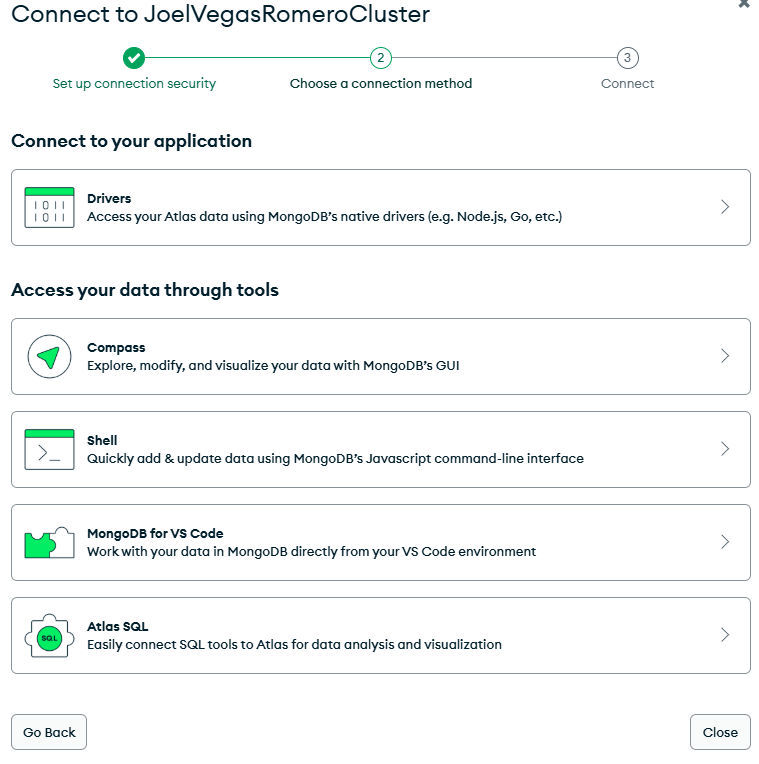 Connect to JoelVegasRomeroCluster
2
3
Set up connection security
Choose a connection method
Connect
Connect to your application
1011
1011
Drivers
Access your Atlas data using MongoDB's native drivers (e.g. Node.js, Go, etc.)
Access your data through tools
Compass
Explore, modify, and visualize your data with MongoDB's GUI
>_
Shell
Quickly add & update data using MongoDB's Javascript command-line interface
MongoDB for VS Code
Work with your data in MongoDB directly from your VS Code environment
SQL
Atlas SQL
Easily connect SQL tools to Atlas for data analysis and visualization
Go Back
Close